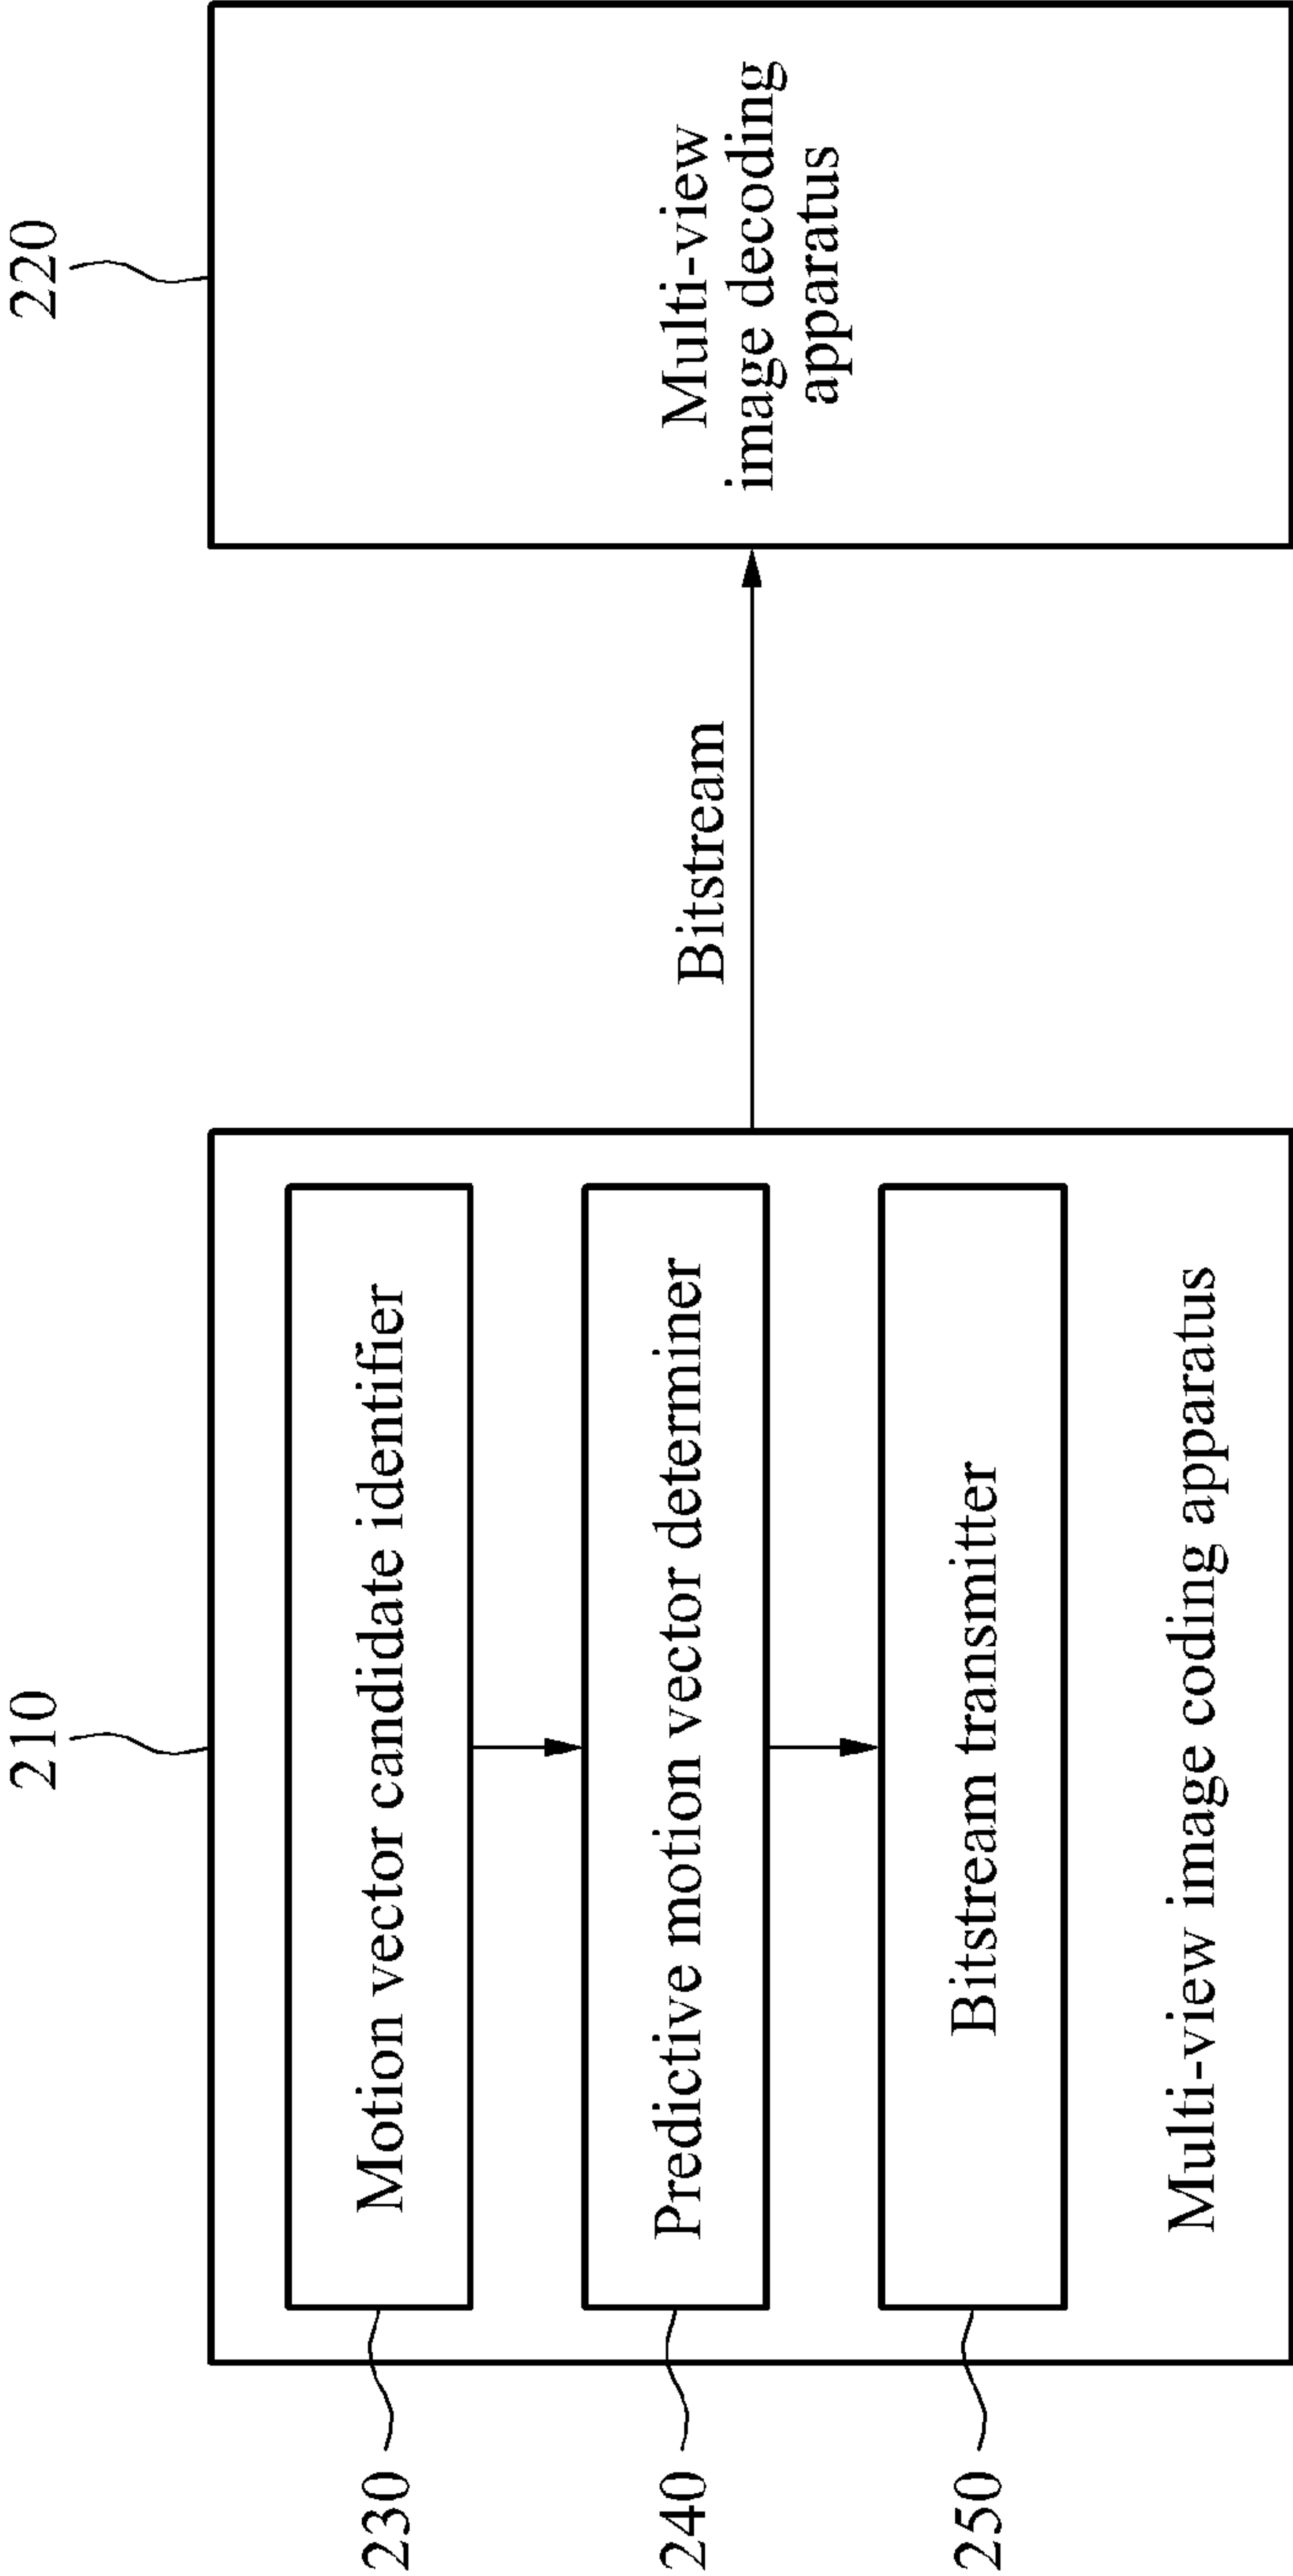 210
220
230
Motion vector candidate identifier
240
Predictive motion vector determiner
250
Bitstream transmitter
Multi-view image coding apparatus
Bitstream
Multi-view
image decoding
apparatus